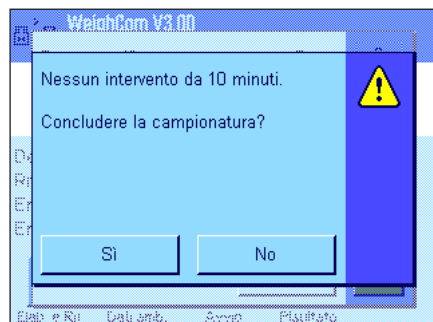 WeighCom V3.00
Nessun intervento da 10 minuti.
Concludere la campionatura?
Sì
No
Dati amb.
Avvio
Risultato